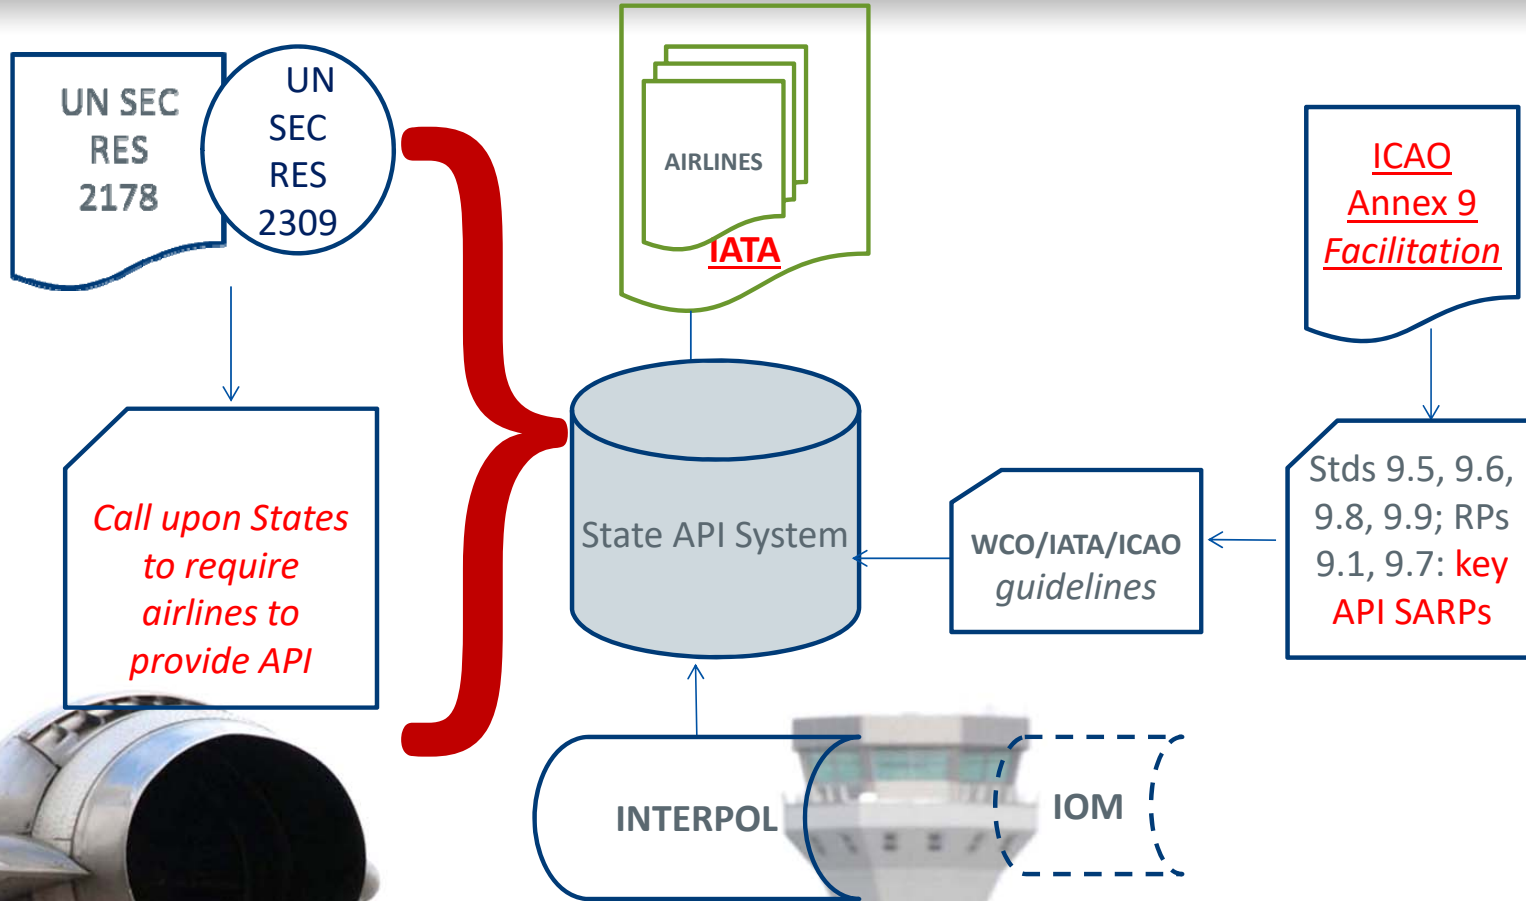 UN SEC
RES
2178
UN
SEC
RES
2309
AIRLINES
IATA
ICAO
Annex 9
Facilitation
Call upon States
to require
airlines to
provide API
State API System
WCO/IATA/ICAO
guidelines
Stds 9.5, 9.6,
9.8, 9.9; RPs
9.1, 9.7: key
API SARPs
INTERPOL
IOM